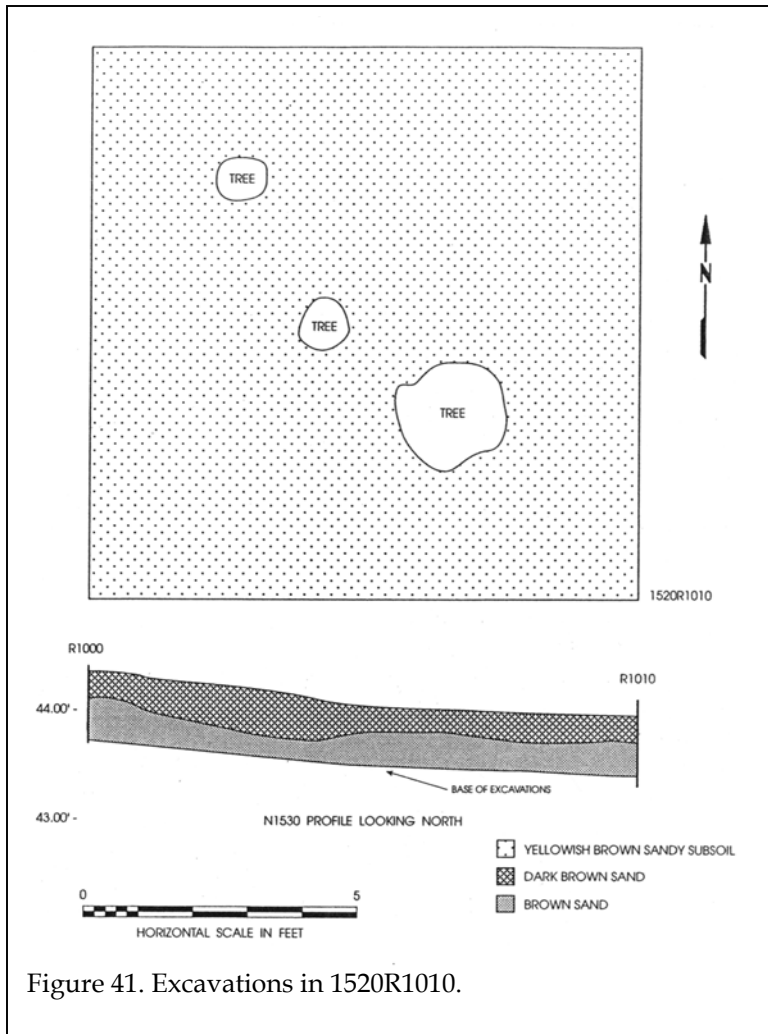 TREE
TREE
TREE
N
1520R1010
R1000
R1010
44.00' -
BASE OF EXCAVATIONS
43.00' -
N1530 PROFILE LOOKING NORTH
YELLOWISH BROWN SANDY SUBSOIL
DARK BROWN SAND
BROWN SAND
0 5
HORIZONTAL SCALE IN FEET
Figure 41. Excavations in 1520R1010.